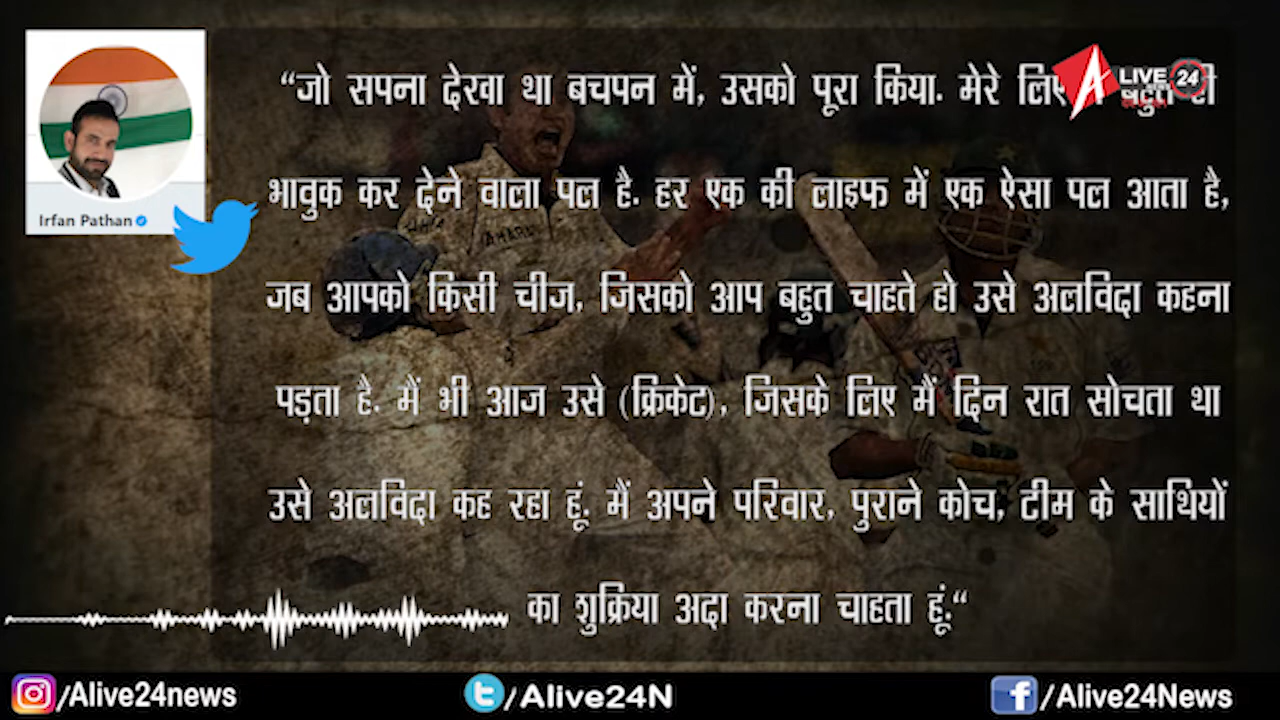 “जो सपना देखा था बचपन में, उसको पूरा किया. मेरे लिए
भावुक कर देने वाला पल है. हर एक की लाइफ में एक ऐसा पल आता है,
जब आपको किसी चीज, जिसको आप बहुत चाहते हो उसे अलविदा कहना
पड़ता है. मैं भी आज उसे (क्रिकेट), जिसके लिए मैं दिन रात सोचता था
उसे अलविदा कह रहा हूं. मैं अपने परिवार, पुराने कोच, टीम के साथियों
का शुक्रिया अदा करना चाहता हूं.“
Irfan Pathan
LIVE 24
/Alive24news
/Alive24N
/Alive24News